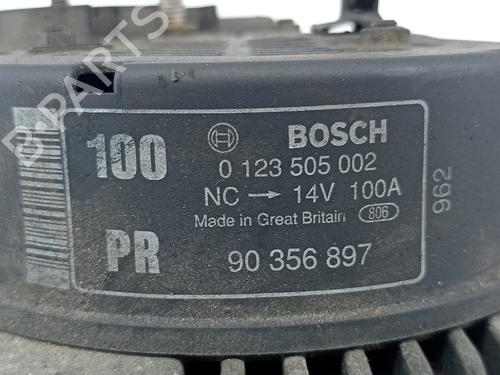 B-PARTS
100
BOSCH
0 123 505 002
NC → 14V 100A
Made in Great Britain 806
PR
90 356 897
962